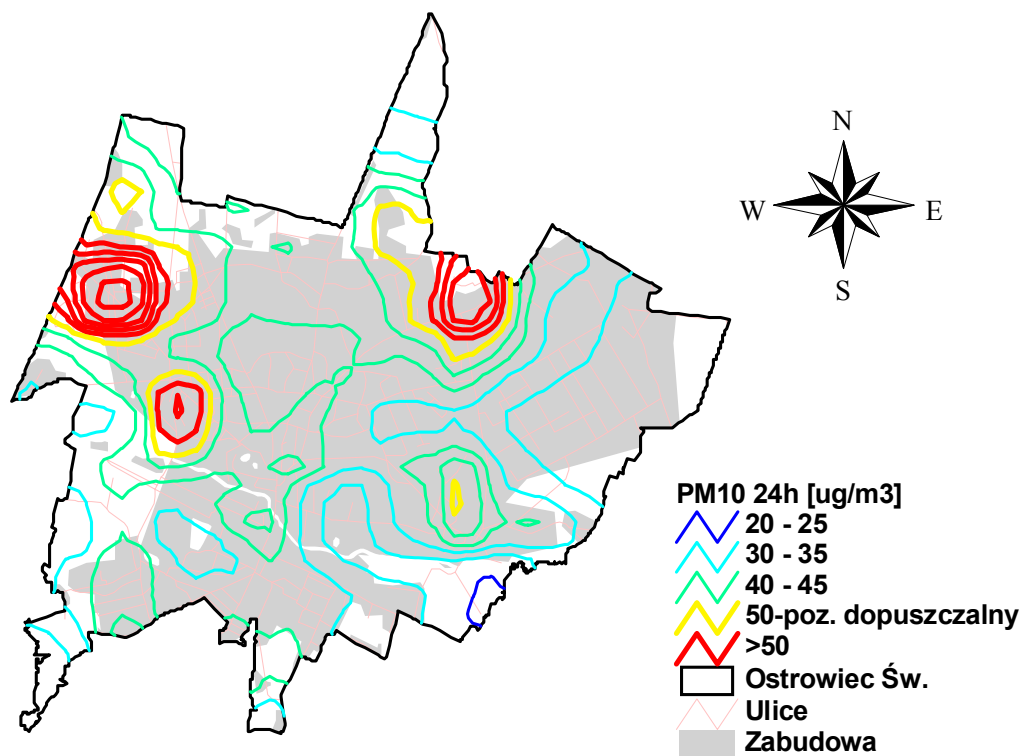 N
W E
S
PM10 24h [ug/m3]
20 - 25
30 - 35
40 - 45
50-poz. dopuszczalny
>50
Ostrowiec Św.
Ulice
Zabudowa